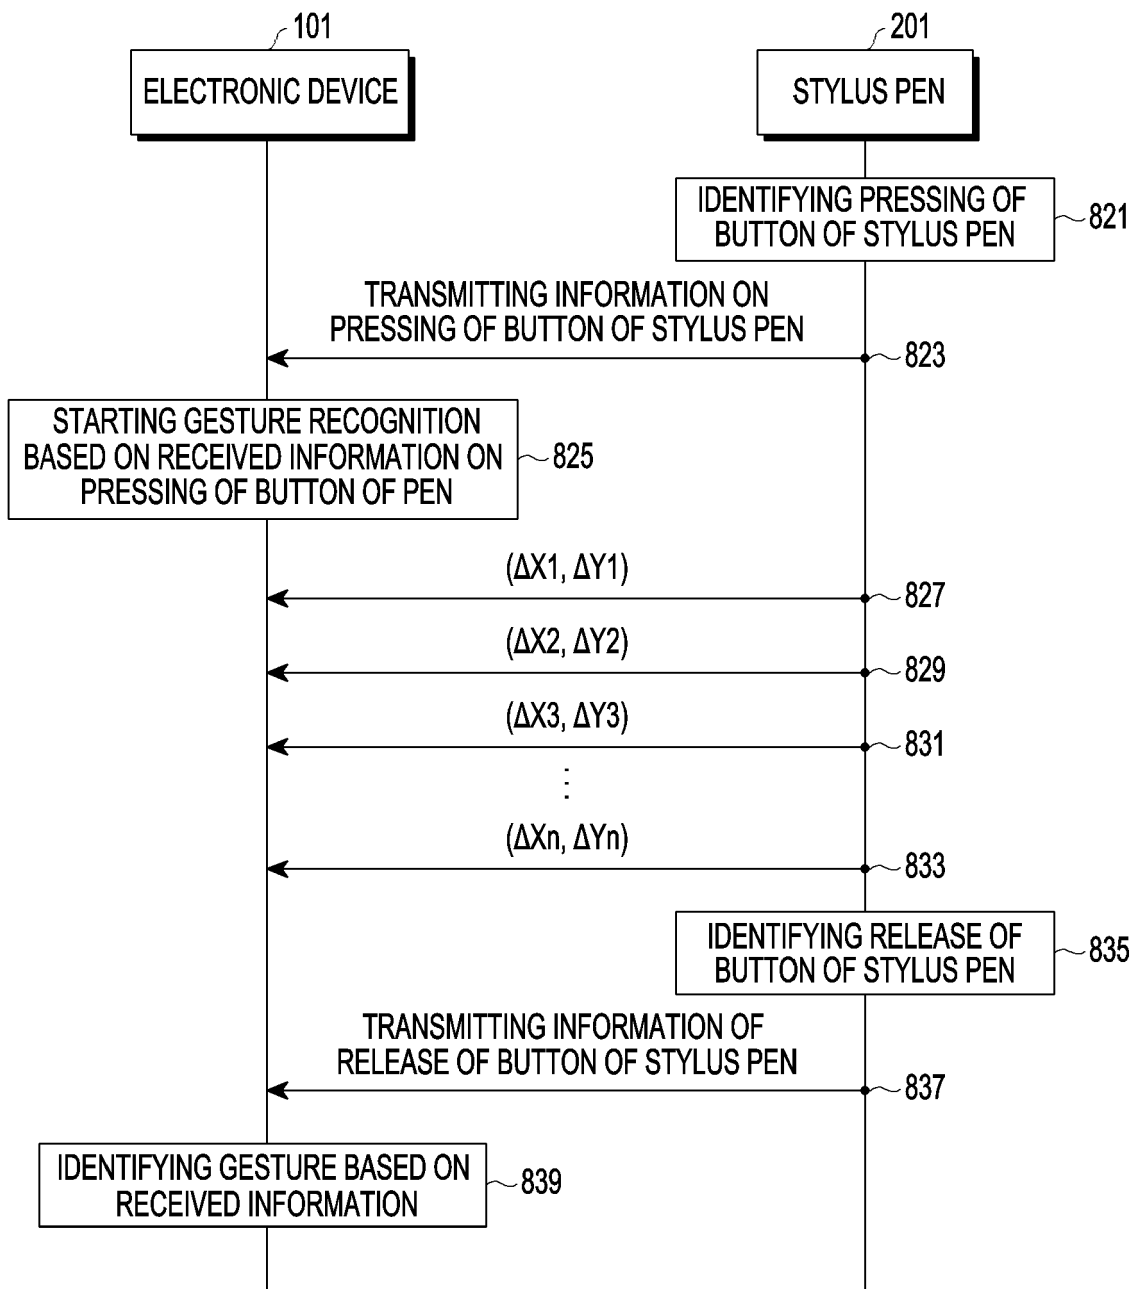 101
201
ELECTRONIC DEVICE
STYLUS PEN
IDENTIFYING PRESSING OF
BUTTON OF STYLUS PEN
821
TRANSMITTING INFORMATION ON
PRESSING OF BUTTON OF STYLUS PEN
823
STARTING GESTURE RECOGNITION
BASED ON RECEIVED INFORMATION ON
PRESSING OF BUTTON OF PEN
825
(ΔX1, ΔY1)
827
(ΔX2, ΔY2)
829
(ΔX3, ΔY3)
831
⋮
(ΔXn, ΔYn)
833
IDENTIFYING RELEASE OF
BUTTON OF STYLUS PEN
835
TRANSMITTING INFORMATION OF
RELEASE OF BUTTON OF STYLUS PEN
837
IDENTIFYING GESTURE BASED ON
RECEIVED INFORMATION
839